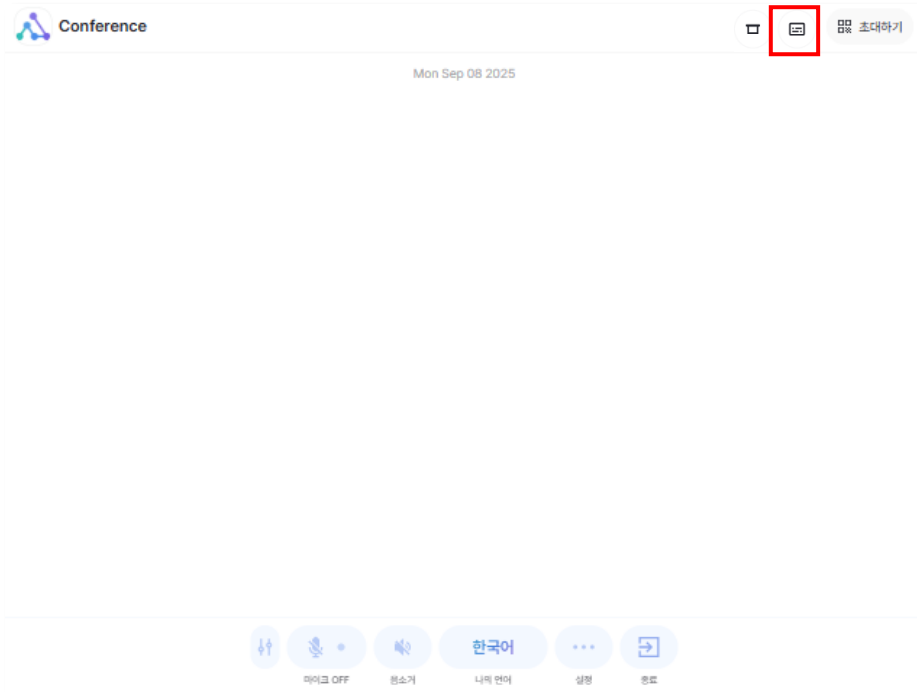 Conference
초대하기
Mon Sep 08 2025
한국어
마이크 OFF
음소거
나의 언어
설정
종료